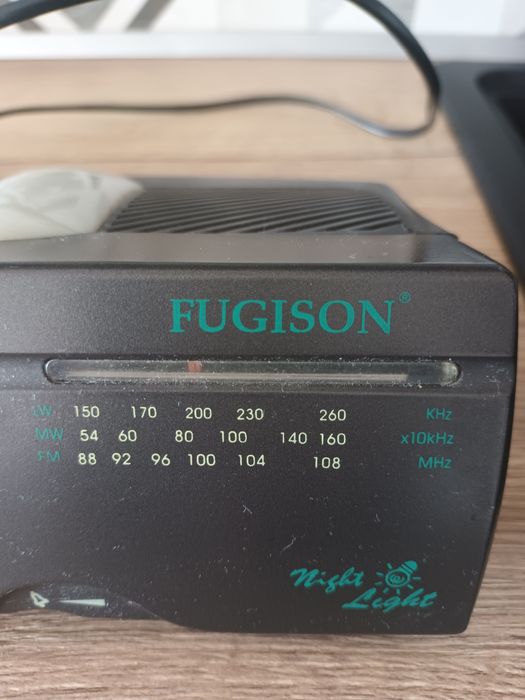 FUGISON®
LW 150 170 200 230 260 KHz
MW 54 60 80 100 140 160 x10kHz
FM 88 92 96 100 104 108 MHz
Night
Light